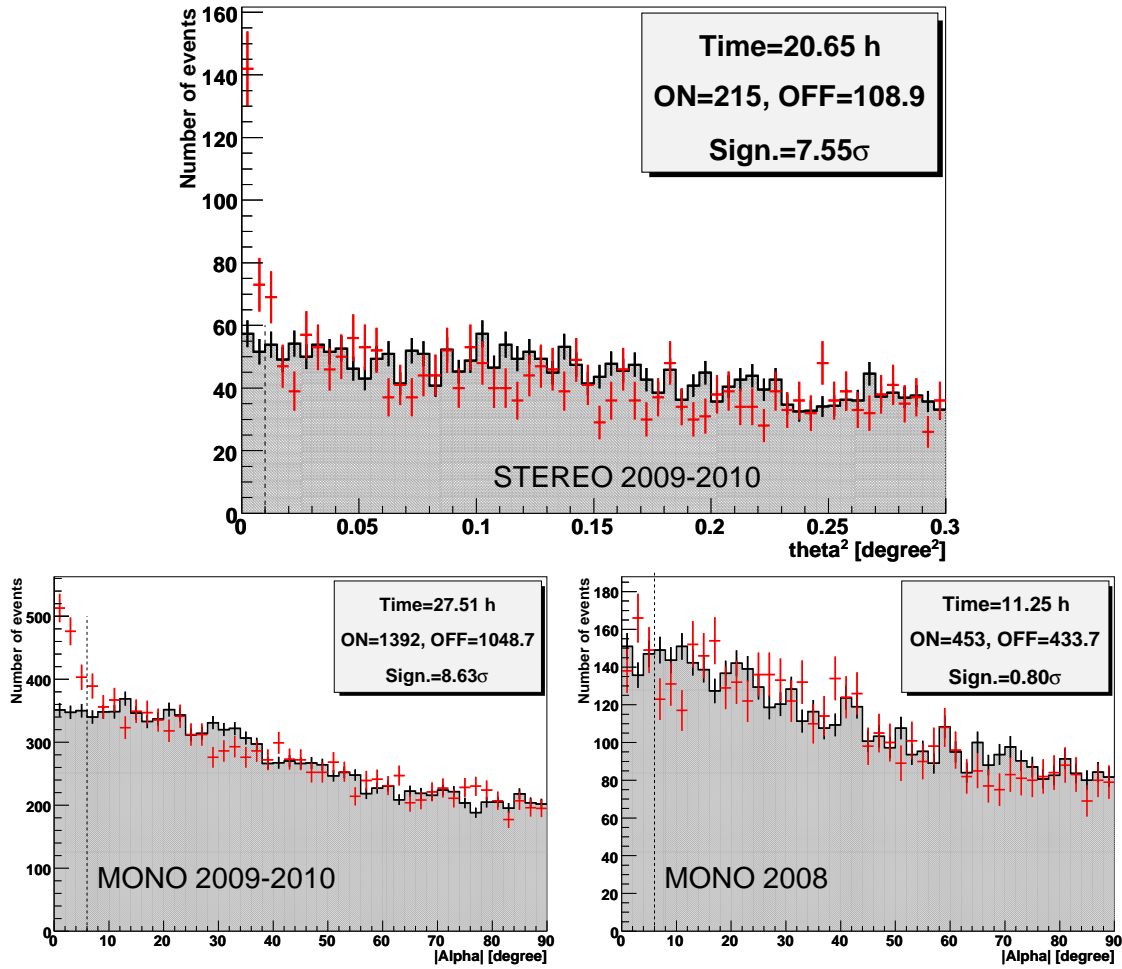 Number of events
160
140
120
100
80
60
40
20
0
Time=20.65 h
ON=215, OFF=108.9
Sign.=7.55σ
STEREO 2009-2010
0 0.05 0.1 0.15 0.2 0.25 0.3
theta² [degree²]
Number of events
500
400
300
200
100
0
Time=27.51 h
ON=1392, OFF=1048.7
Sign.=8.63σ
MONO 2009-2010
0 10 20 30 40 50 60 70 80 90
|Alpha| [degree]
Number of events
180
160
140
120
100
80
60
40
20
0
Time=11.25 h
ON=453, OFF=433.7
Sign.=0.80σ
MONO 2008
0 10 20 30 40 50 60 70 80 90
|Alpha| [degree]